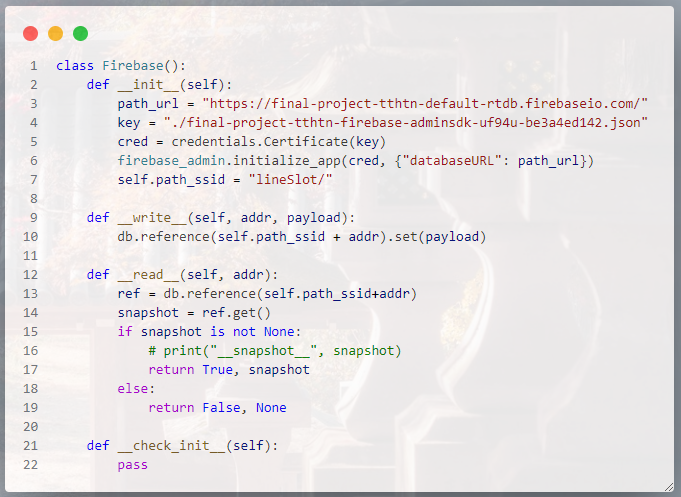 1 class Firebase():
2     def __init__(self):
3         path_url = "https://final-project-tthtn-default-rtdb.firebaseio.com/"
4         key = "./final-project-tthtn-firebase-adminsdk-uf94u-be3a4ed142.json"
5         cred = credentials.Certificate(key)
6         firebase_admin.initialize_app(cred, {"databaseURL": path_url})
7         self.path_ssid = "lineSlot/"
8
9     def __write__(self, addr, payload):
10         db.reference(self.path_ssid + addr).set(payload)
11
12     def __read__(self, addr):
13         ref = db.reference(self.path_ssid+addr)
14         snapshot = ref.get()
15         if snapshot is not None:
16             # print("__snapshot__", snapshot)
17             return True, snapshot
18         else:
19             return False, None
20
21     def __check_init__(self):
22         pass